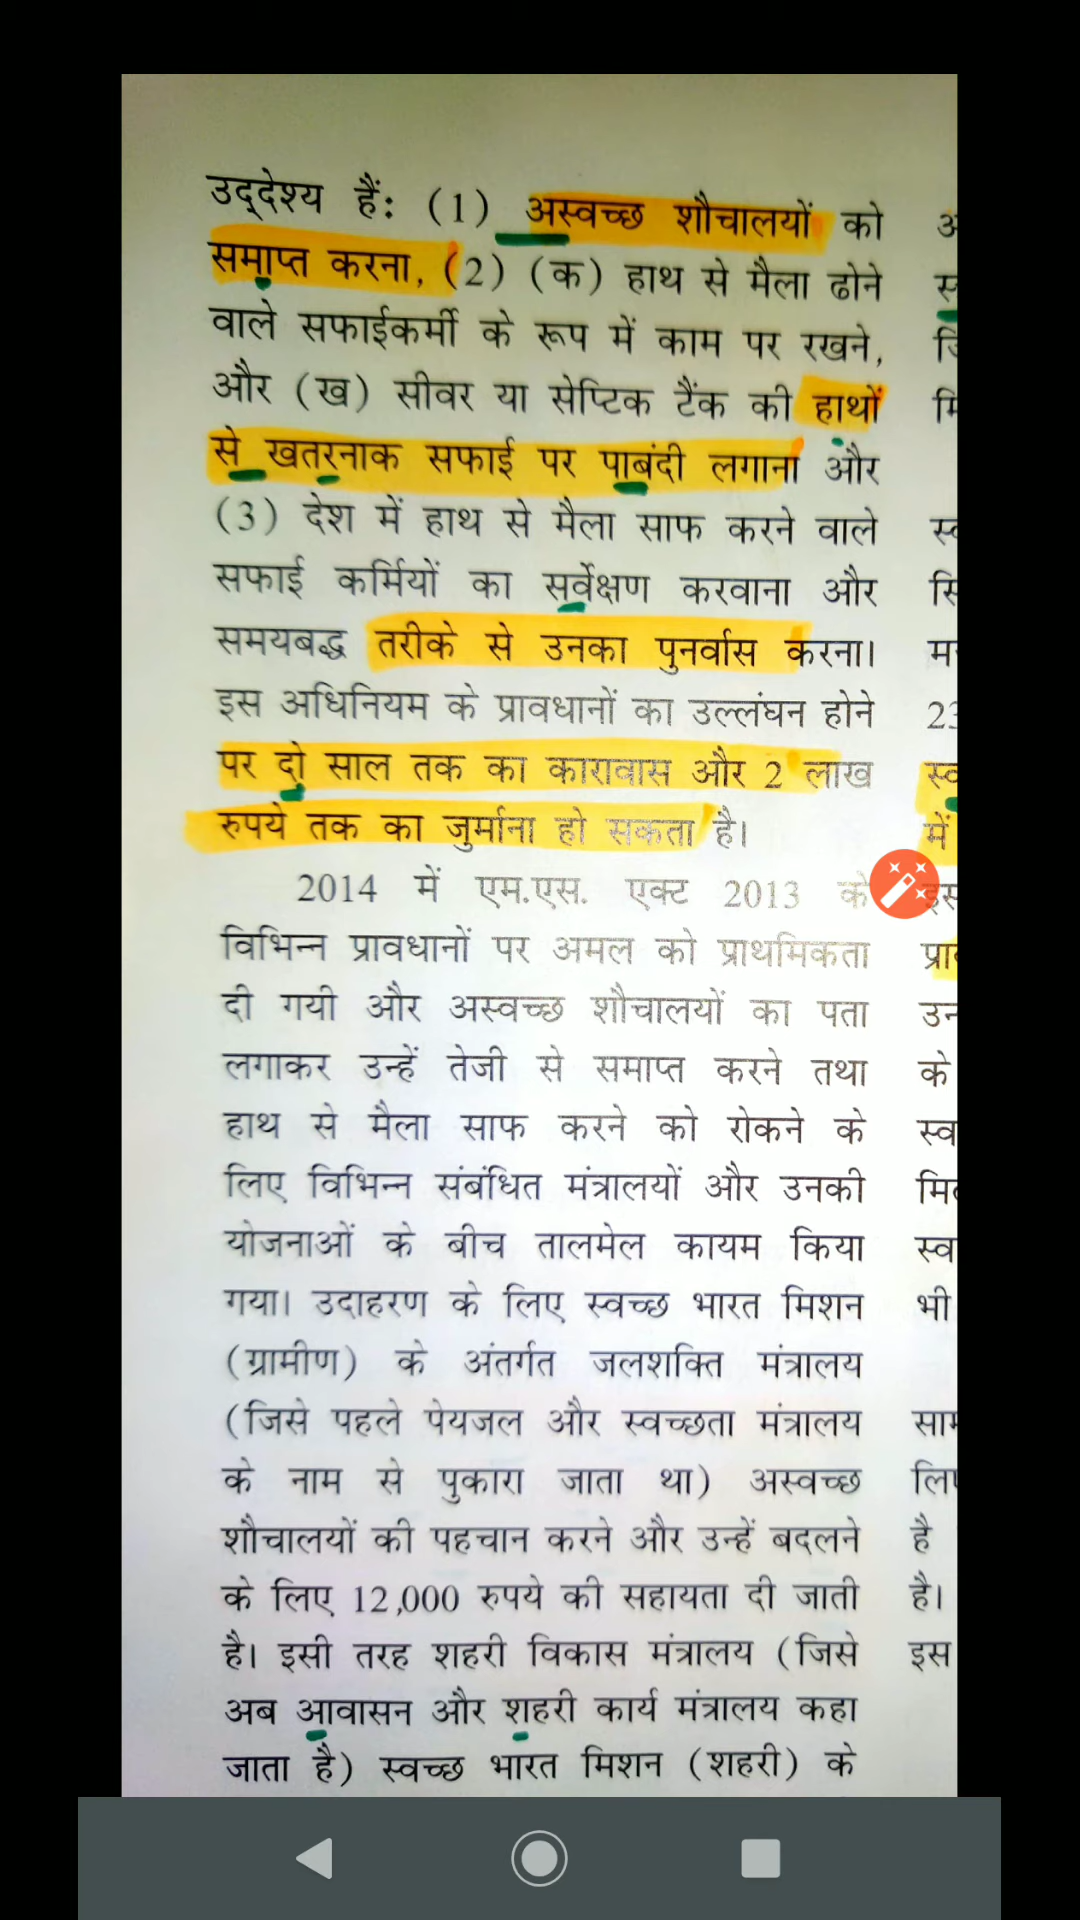 उद्देश्य हैं: (1) अस्वच्छ शौचालयों को
समाप्त करना, (2) (क) हाथ से मैला ढोने
वाले सफाईकर्मी के रूप में काम पर रखने,
और (ख) सीवर या सेप्टिक टैंक की हाथों
से खतरनाक सफाई पर पाबंदी लगाना और
(3) देश में हाथ से मैला साफ करने वाले
सफाई कर्मियों का सर्वेक्षण करवाना और
समयबद्ध तरीके से उनका पुनर्वास करना।
इस अधिनियम के प्रावधानों का उल्लंघन होने
पर दो साल तक का कारावास और 2 लाख
रुपये तक का जुर्माना हो सकता है।
2014 में एम.एस. एक्ट 2013 के
विभिन्न प्रावधानों पर अमल को प्राथमिकता
दी गयी और अस्वच्छ शौचालयों का पता
लगाकर उन्हें तेजी से समाप्त करने तथा
हाथ से मैला साफ करने को रोकने के
लिए विभिन्न संबंधित मंत्रालयों और उनकी
योजनाओं के बीच तालमेल कायम किया
गया। उदाहरण के लिए स्वच्छ भारत मिशन
(ग्रामीण) के अंतर्गत जलशक्ति मंत्रालय
(जिसे पहले पेयजल और स्वच्छता मंत्रालय
के नाम से पुकारा जाता था) अस्वच्छ
शौचालयों की पहचान करने और उन्हें बदलने
के लिए 12,000 रुपये की सहायता दी जाती
है। इसी तरह शहरी विकास मंत्रालय (जिसे
अब आवासन और शहरी कार्य मंत्रालय कहा
जाता है) स्वच्छ भारत मिशन (शहरी) के
में
के
भी
है
है।
इस